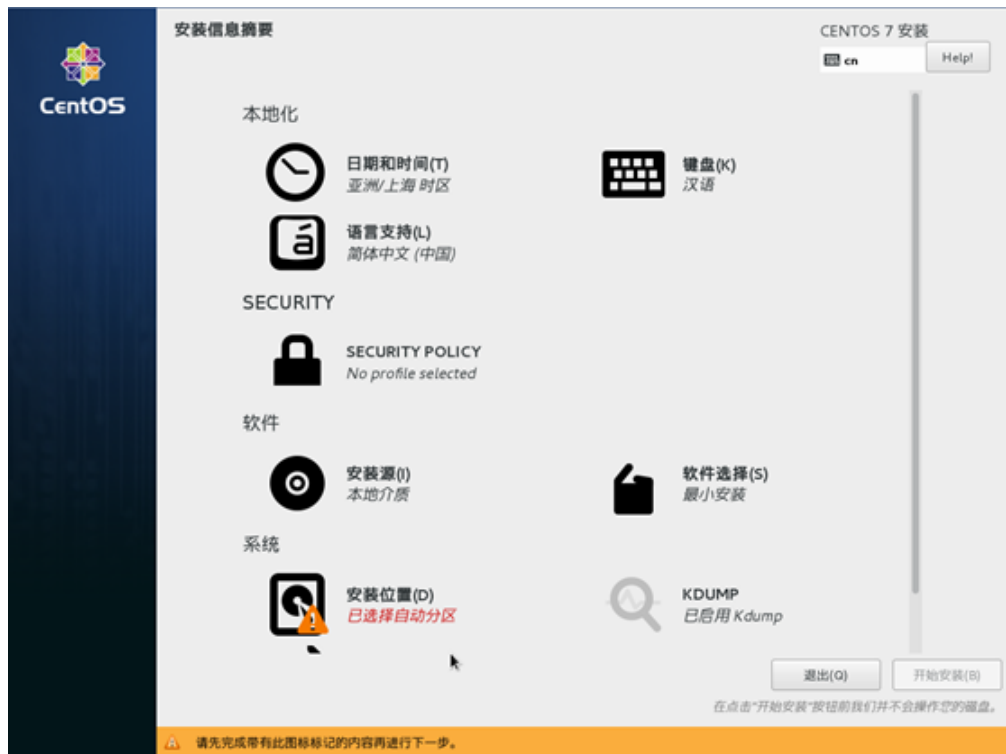 安装信息摘要
CENTOS 7 安装
cn
Help!
CentOS
本地化
日期和时间(T)
亚洲/上海 时区
键盘(K)
汉语
语言支持(L)
简体中文 (中国)
SECURITY
SECURITY POLICY
No profile selected
软件
安装源(I)
本地介质
软件选择(S)
最小安装
系统
安装位置(D)
已选择自动分区
KDUMP
已启用 Kdump
退出(Q)
开始安装(B)
在点击"开始安装"按钮前我们并不会操作您的磁盘。
请先完成带有此图标标记的内容再进行下一步。